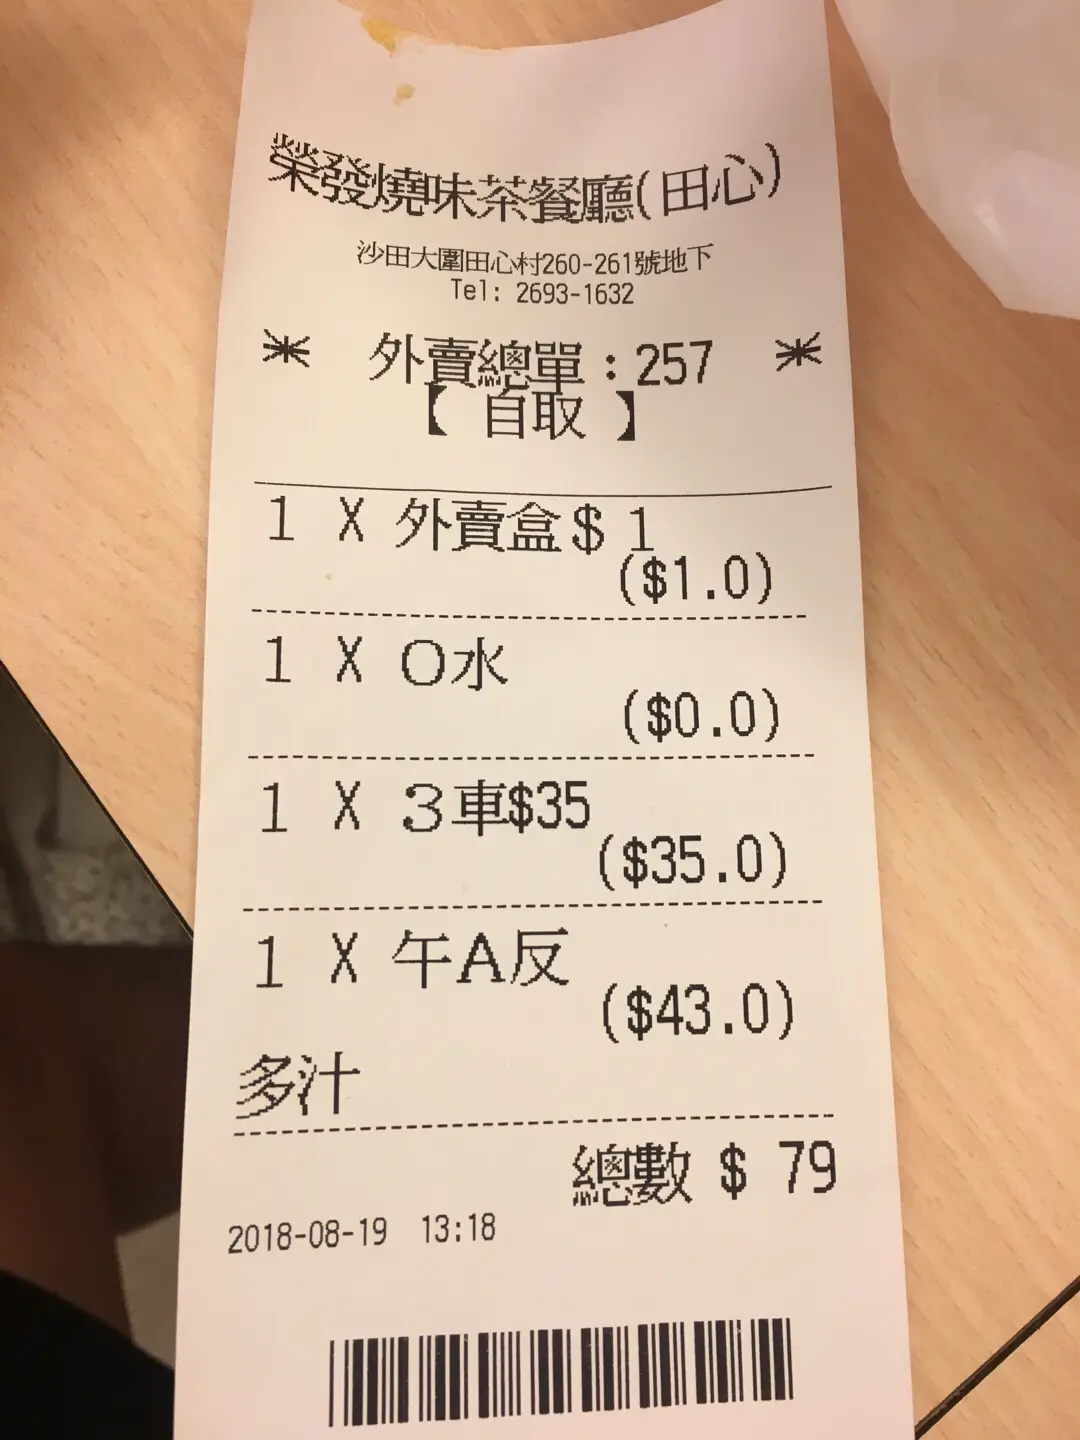 榮發燒味茶餐廳(田心)
沙田大圍田心村260-261號地下
Tel: 2693-1632
* 外賣總單:257 *
【 自取 】
1 X 外賣盒$ 1
($1.0)
1 X O水
($0.0)
1 X 3車$35
($35.0)
1 X 午A反
($43.0)
多汁
總數 $ 79
2018-08-19 13:18